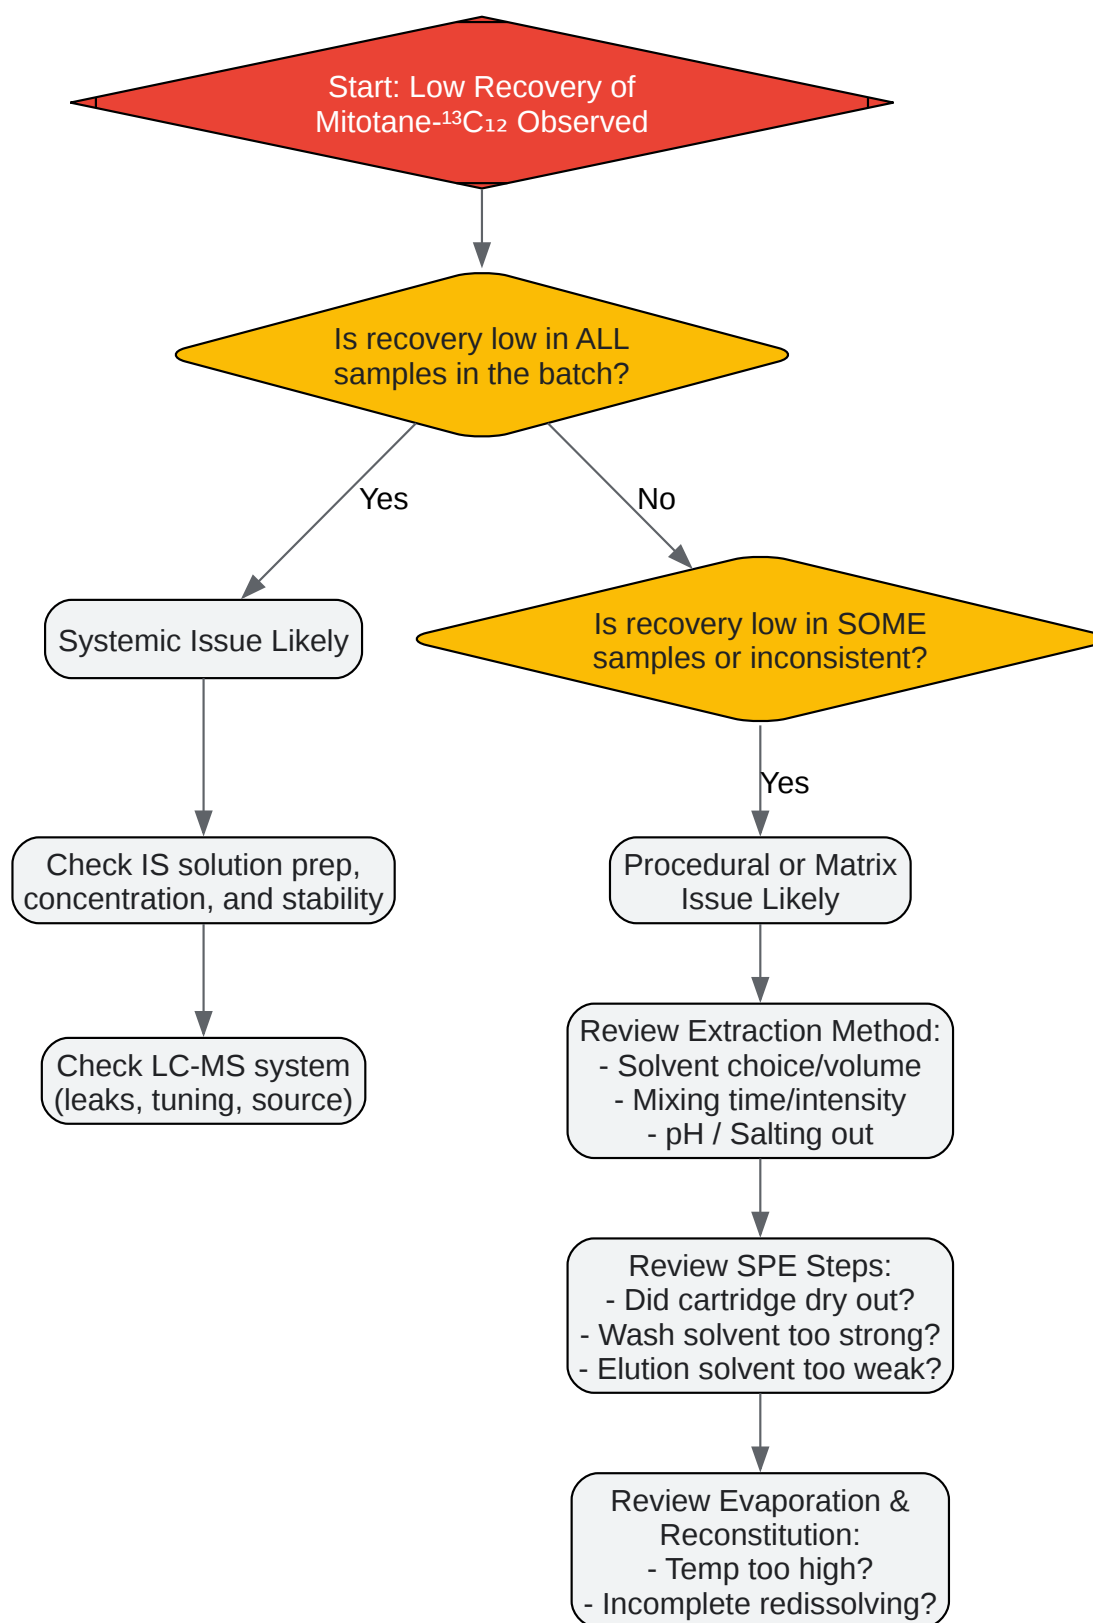 Start: Low Recovery of
Mitotane-¹³C₁₂ Observed
Is recovery low in ALL
samples in the batch?
Yes
No
Systemic Issue Likely
Is recovery low in SOME
samples or inconsistent?
Yes
Check IS solution prep,
concentration, and stability
Procedural or Matrix
Issue Likely
Check LC-MS system
(leaks, tuning, source)
Review Extraction Method:
- Solvent choice/volume
- Mixing time/intensity
- pH / Salting out
Review SPE Steps:
- Did cartridge dry out?
- Wash solvent too strong?
- Elution solvent too weak?
Review Evaporation &
Reconstitution:
- Temp too high?
- Incomplete redissolving?